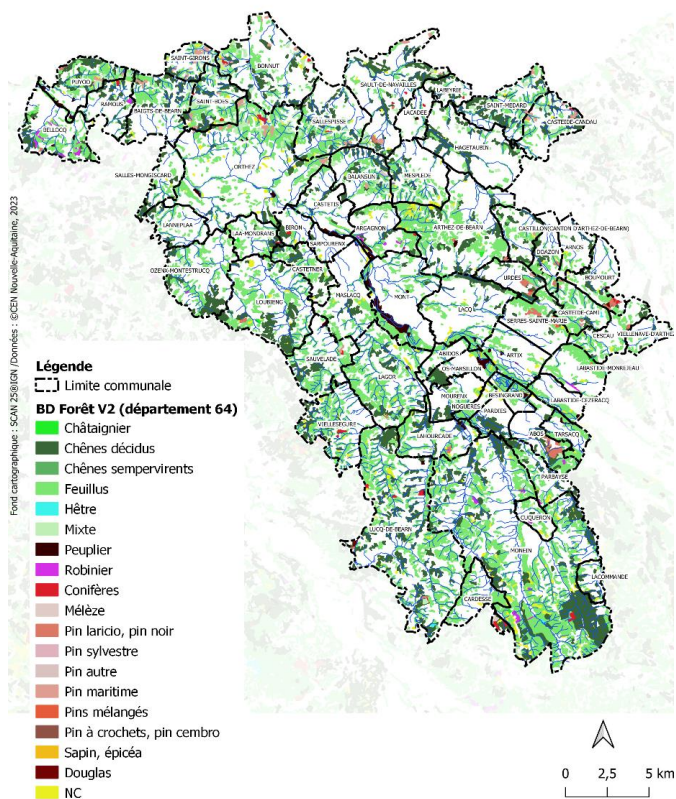 SAINT-GIRONS
BONNUT
PUYOO
RAMOUS
BAIGTS-DE-BEARN
SAINT-BOES
BELLOCQ
SALLESPISSE
SAULT-DE-NAVAILLES
LABEYRIE
LACADEE
SAINT-MEDARD
CASTEIDE-CANDAU
HAGETAUBIN
ORTHEZ
SALLES-MONGISCARD
BALANSUN
MESPLEDE
CASTETIS
LANNEPLAA
LAA-MONDRANS
BIRON
SARPOURENX
ARGAGNON
ARTHEZ-DE-BEARN
CASTILLON(CANTON D'ARTHEZ-DE-BEARN)
DOAZON
ARNOS
BOUMOURT
OZENX-MONTESTRUCQ
CASTETNER
LOUBIENG
MASLACQ
MONT
LACQ
URDES
SERRES-SAINTE-MARIE
CASTEIDE-CAMI
CESCAU
VIELLENAVE-D'ARTHEZ
SAUVELADE
LAGOR
ABIDOS
OS-MARSILLON
ARTIX
LABASTIDE-MONREJEAU
MOURENX
NOGUERES
BESINGRAND
PARDIES
LABASTIDE-CEZERACQ
VIELLESEGURE
LAHOURCADE
ABOS
TARSACQ
PARBAYSE
LUCQ-DE-BEARN
CUQUERON
MONEIN
LACOMMANDE
CARDESSE
Fond cartographique : SCAN 25®IGN /Données : ©CEN Nouvelle-Aquitaine, 2023
Légende
Limite communale
BD Forêt V2 (département 64)
Châtaignier
Chênes décidus
Chênes sempervirents
Feuillus
Hêtre
Mixte
Peuplier
Robinier
Conifères
Mélèze
Pin laricio, pin noir
Pin sylvestre
Pin autre
Pin maritime
Pins mélangés
Pin à crochets, pin cembro
Sapin, épicéa
Douglas
NC
0 2,5 5 km